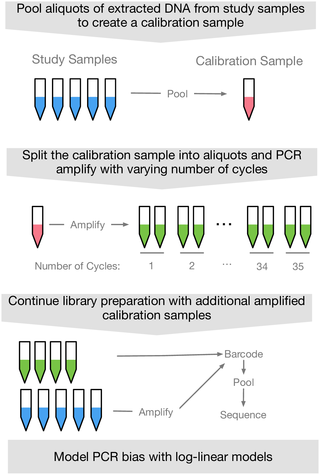 Pool aliquots of extracted DNA from study samples
to create a calibration sample
Study Samples
Calibration Sample
Pool
Split the calibration sample into aliquots and PCR
amplify with varying number of cycles
Amplify
Number of Cycles: 1 2 ... 34 35
Continue library preparation with additional amplified
calibration samples
Barcode
Pool
Amplify
Sequence
Model PCR bias with log-linear models